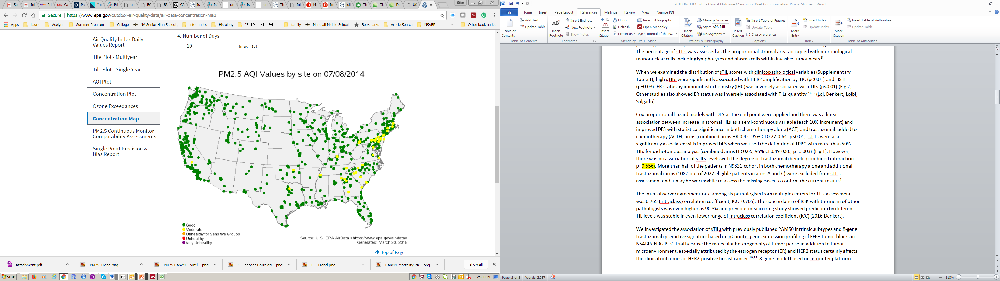 Rim
Secure https://www.epa.gov/outdoor-air-quality-data/air-data-concentration-map
Apps Laurie Acelynn Summer Programs College NA Senior High School informatics Histology IE에서 가져온 북마크 family Marshall Middle School Bookmarks Article Search NSABP » Other bookmarks
Air Quality Index Daily
Values Report
Tile Plot - Multiyear
Tile Plot - Single Year
AQI Plot
Concentration Plot
Ozone Exceedances
Concentration Map
PM2.5 Continuous Monitor
Comparability Assessments
Single Point Precision &
Bias Report
4. Number of Days
10 (max = 10)
PM2.5 AQI Values by site on 07/08/2014
Good
Moderate
Unhealthy for Sensitive Groups
Unhealthy
Very Unhealthy
Source: U.S. EPA AirData <https://www.epa.gov/air-data>
Generated: March 20, 2018
Top of Page
attachment.pdf PM25 Trend.png PM25 Cancer Correl....png O3_cancer Correlati....png O3 Trend.png Cancer Mortality Ra....png Show all
Start 2:24 PM
2018 JNCI B31 sTILs Clinical Outcome Manuscript Brief Communication_Rim - Microsoft Word
File Home Insert Page Layout References Mailings Review View Nuance PDF
Table of Contents
Add Text
Update Table
Table of Contents
Insert Footnote
Insert Endnote
Next Footnote
Show Notes
Footnotes
Insert Citation
Undo
Refresh
Export as
Insert Bibliography
Open Mendeley
Style: Journal of the N...
Mendeley Cite-O-Matic
Insert Citation
Manage Sources
Style: APA Fifth
Bibliography
Citations & Bibliography
Insert Caption
Insert Table of Figures
Update Table
Cross-reference
Captions
Mark Entry
Insert Index
Update Index
Index
Mark Citation
Insert Table of Authorities
Update Table
Table of Authorities
The percentage of sTILs was assessed as the proportional stromal areas occupied with morphological
mononuclear cells including lymphocytes and plasma cells within invasive tumor nests 5.
When we examined the distribution of sTIL scores with clinicopathological variables (Supplementary
Table 1), high sTILs were significantly associated with HER2 amplification by IHC (p<0.01) and FISH
(p=0.03). ER status by immunohistochemistry (IHC) was inversely associated with TILs (p<0.01) (Fig 2).
Other studies also showed ER status was inversely associated with TILs quantity 2,6–9 (Loi, Denkert, Loibl,
Salgado)
Cox proportional hazard models with DFS as the end point were applied and there was a linear
association between increase in stromal TILs as a semi-continuous variable (each 10% increment) and
improved DFS with statistical significance in both chemotherapy alone (ACT) and trastuzumab added to
chemotherapy (ACTH) arms (combined arms HR 0.42, 95% CI 0.27-0.64, p<0.01). sTILs were also
significantly associated with improved DFS when we used the definition of LPBC with more than 50%
TILs for dichotomous analysis (combined arms HR 0.65, 95% CI 0.49-0.86, p=0.003) (Fig 1). However,
there was no association of sTILs levels with the degree of trastuzumab benefit (combined interaction
p=0.556). More than half of the patients in N9831 cohort in both chemotherapy alone and additional
trastuzumab arms (1082 out of 2027 eligible patients in arms A and C) were excluded from sTILs
assessment and it may be worthwhile to assess the missing cases to confirm the current results4.
The inter-observer agreement rate among six pathologists from multiple centers for TILs assessment
was 0.765 (Intraclass correlation coefficient, ICC=0.765). The concordance of RSK with the mean of other
pathologists was even higher as 90.8% and previous in-silico ring study showed prediction by different
TIL levels was stable in even lower range of intraclass correlation coefficient (ICC) (2016 Denkert).
We investigated the association of sTILs with previously published PAM50 intrinsic subtypes and 8-gene
trastuzumab predictive signature based on nCounter gene expression profiling of FFPE tumor blocks in
NSABP/ NRG B-31 trial because the molecular heterogeneity of tumor per se in addition to tumor
microenvironment, especially attributed by the estrogen receptor (ER) and HER2 status certainly affects
the clinical outcomes of HER2-positive breast cancer 10,11. 8-gene model based on nCounter platform
Page: 2 of 8 Words: 2,587 110%